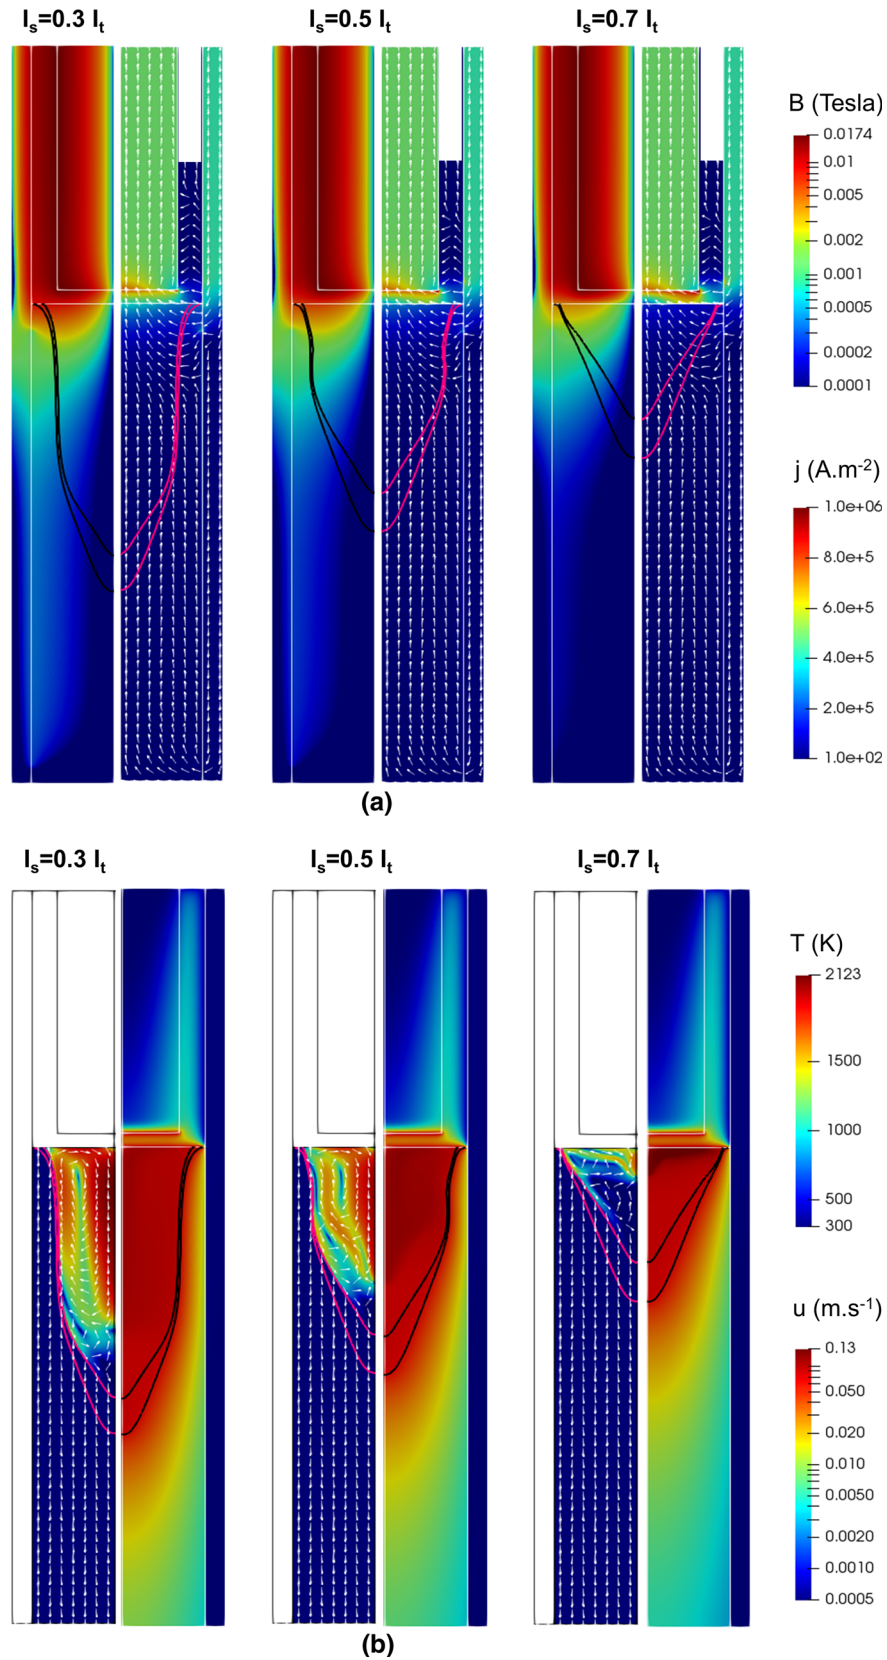 Iₛ=0.3 Iₜ Iₛ=0.5 Iₜ Iₛ=0.7 Iₜ
B (Tesla)
0.0174
0.01
0.005
0.002
0.001
0.0005
0.0002
0.0001
j (A.m⁻²)
1.0e+06
8.0e+5
6.0e+5
4.0e+5
2.0e+5
1.0e+02
(a)
Iₛ=0.3 Iₜ Iₛ=0.5 Iₜ Iₛ=0.7 Iₜ
T (K)
2123
1500
1000
500
300
u (m.s⁻¹)
0.13
0.050
0.020
0.010
0.0050
0.0020
0.0010
0.0005
(b)